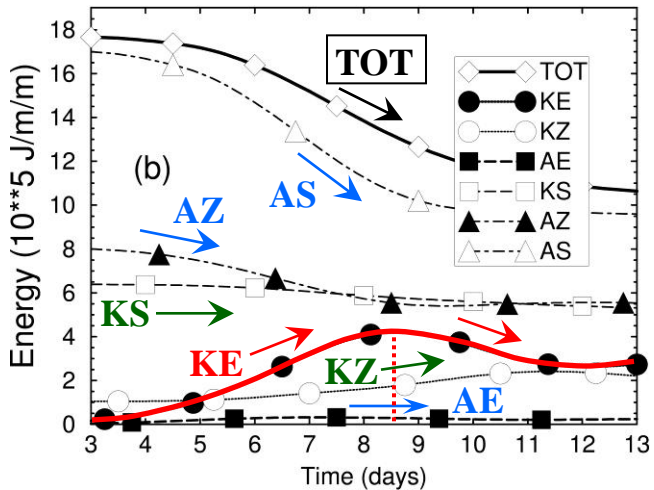 18
16
14
12
10
8
6
4
2
0
Energy (10**5 J/m/m)
TOT
(b)
AS
AZ
KS
KE
KZ
AE
TOT
KE
KZ
AE
KS
AZ
AS
3 4 5 6 7 8 9 10 11 12 13
Time (days)